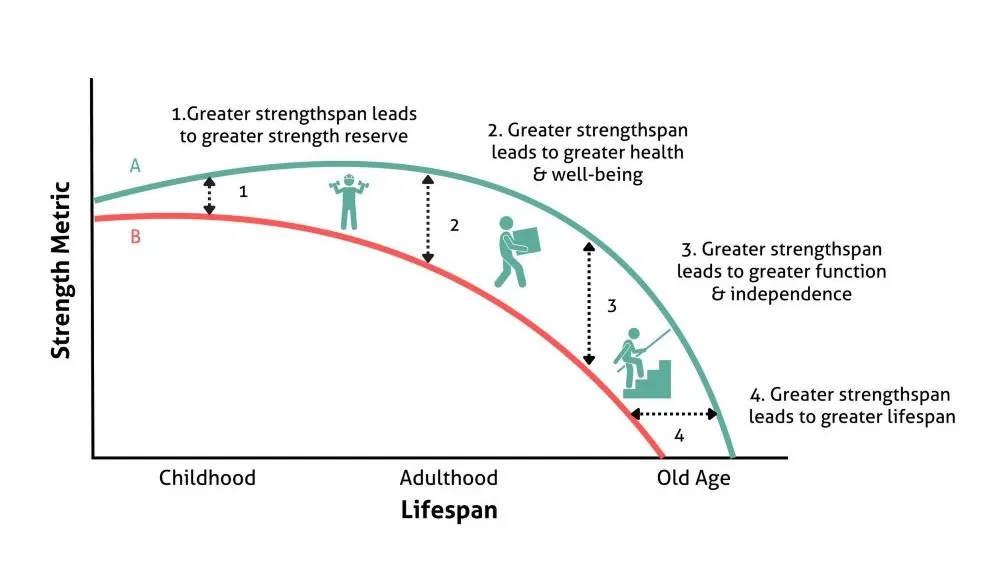 1.Greater strengthspan leads
to greater strength reserve
2. Greater strengthspan
leads to greater health
& well-being
A
1
B
2
3. Greater strengthspan
leads to greater function
& independence
3
4. Greater strengthspan
leads to greater lifespan
4
Strength Metric
Childhood
Adulthood
Old Age
Lifespan